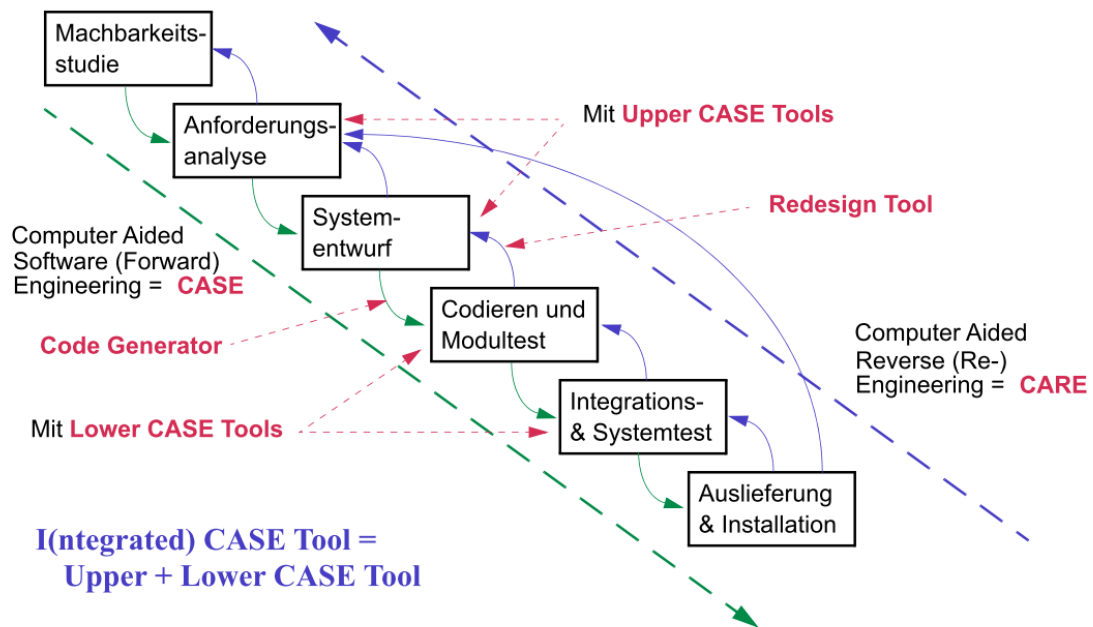 Machbarkeits-
studie
Anforderungs-
analyse
Mit Upper CASE Tools
System-
entwurf
Redesign Tool
Computer Aided
Software (Forward)
Engineering = CASE
Codieren und
Modultest
Code Generator
Computer Aided
Reverse (Re-)
Engineering = CARE
Integrations-
& Systemtest
Mit Lower CASE Tools
Auslieferung
& Installation
I(ntegrated) CASE Tool =
Upper + Lower CASE Tool